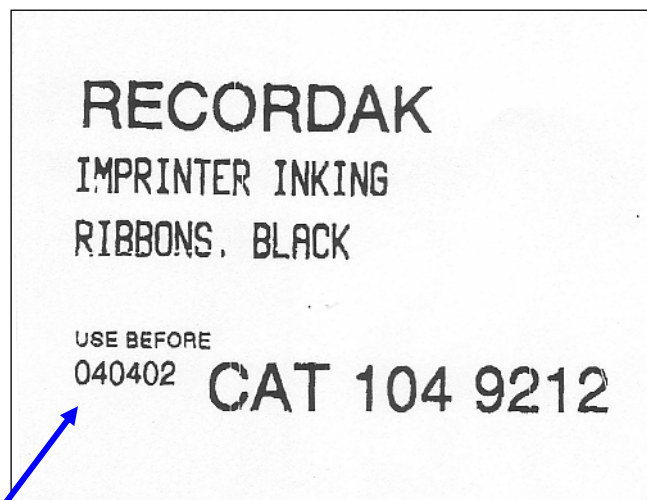 RECORDAK
IMPRINTER INKING
RIBBONS, BLACK
USE BEFORE
040402
CAT 104 9212